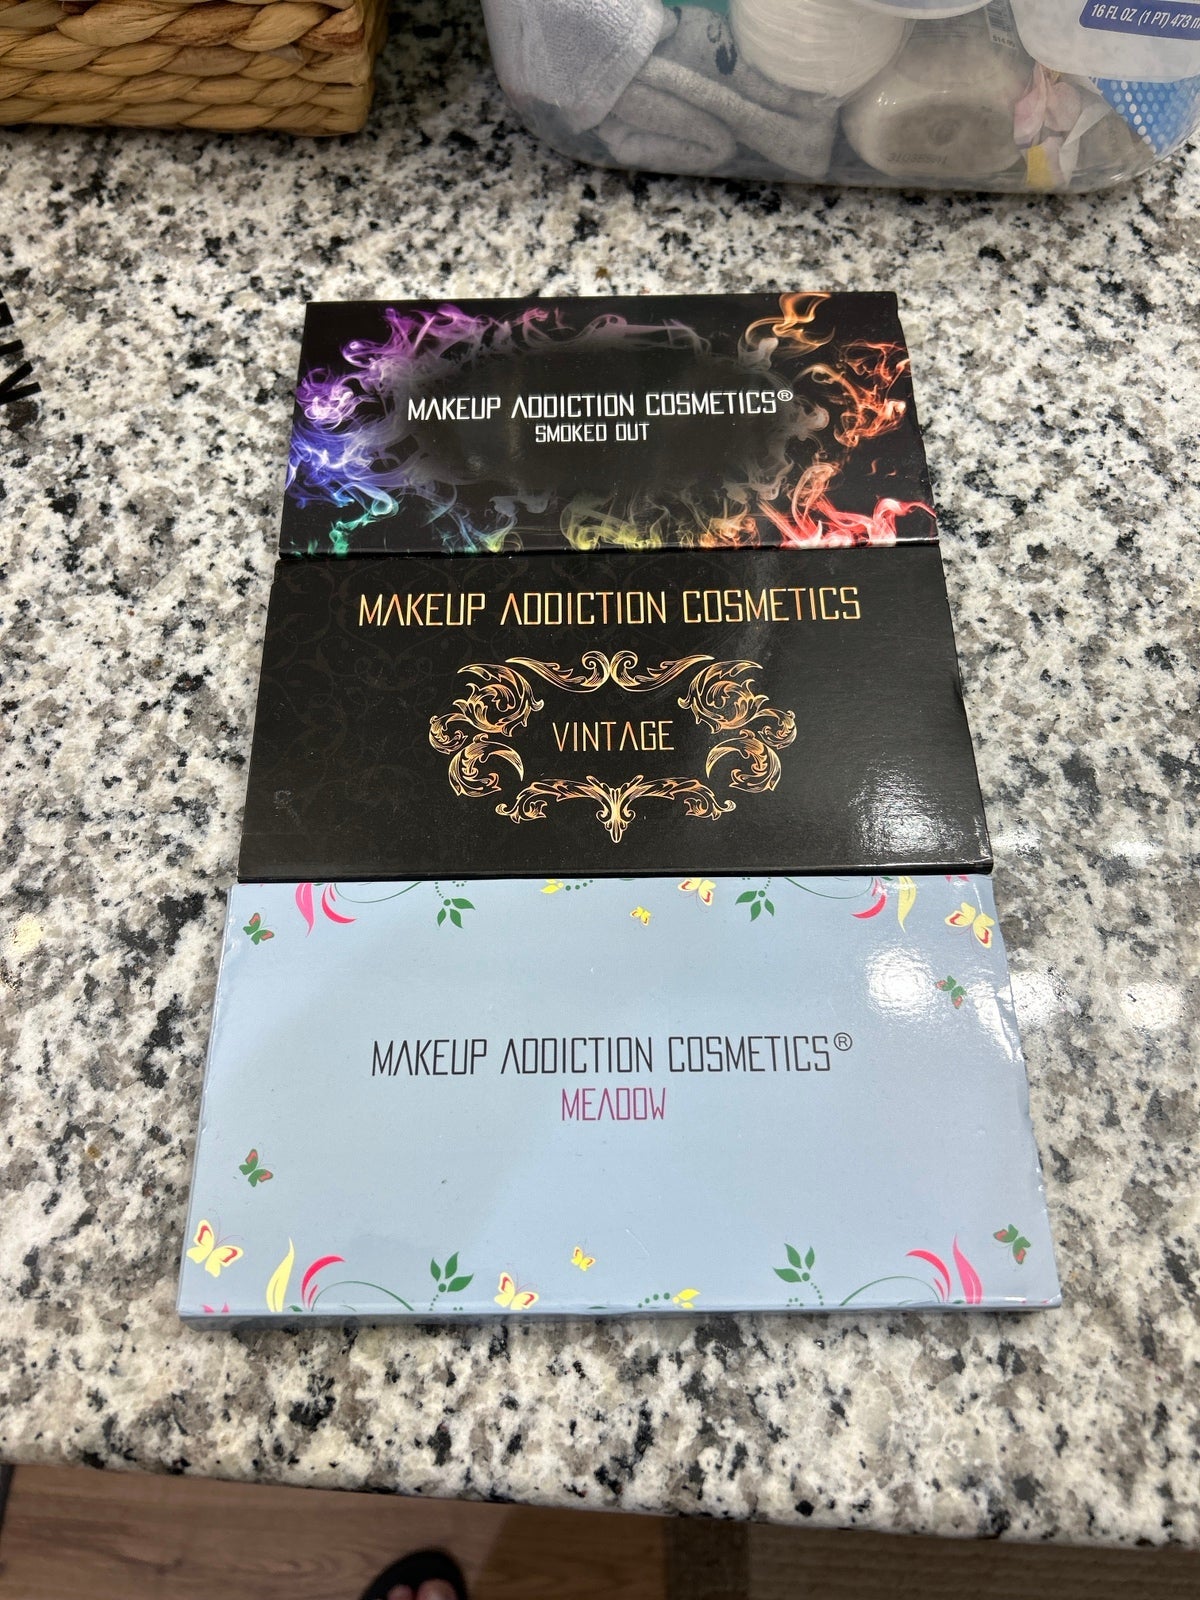 16 FL OZ (1 PT) 473 m
MAKEUP ADDICTION COSMETICS®
SMOKED OUT
MAKEUP ADDICTION COSMETICS
VINTAGE
MAKEUP ADDICTION COSMETICS®
MEADOW